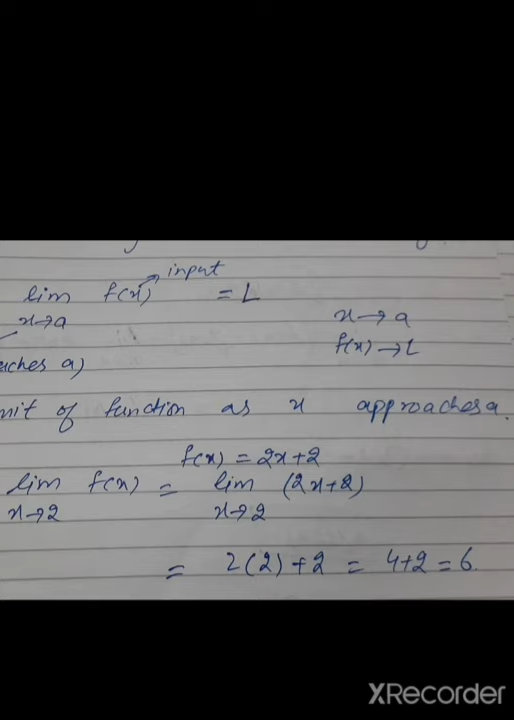 input
lim f(x) = L
x→a
x→a
f(x)→L
aches a)
mit of function as x approaches a.
f(x) = 2x+2
lim f(x) = lim (2x+2)
x→2 x→2
= 2(2)+2 = 4+2 = 6.
XRecorder